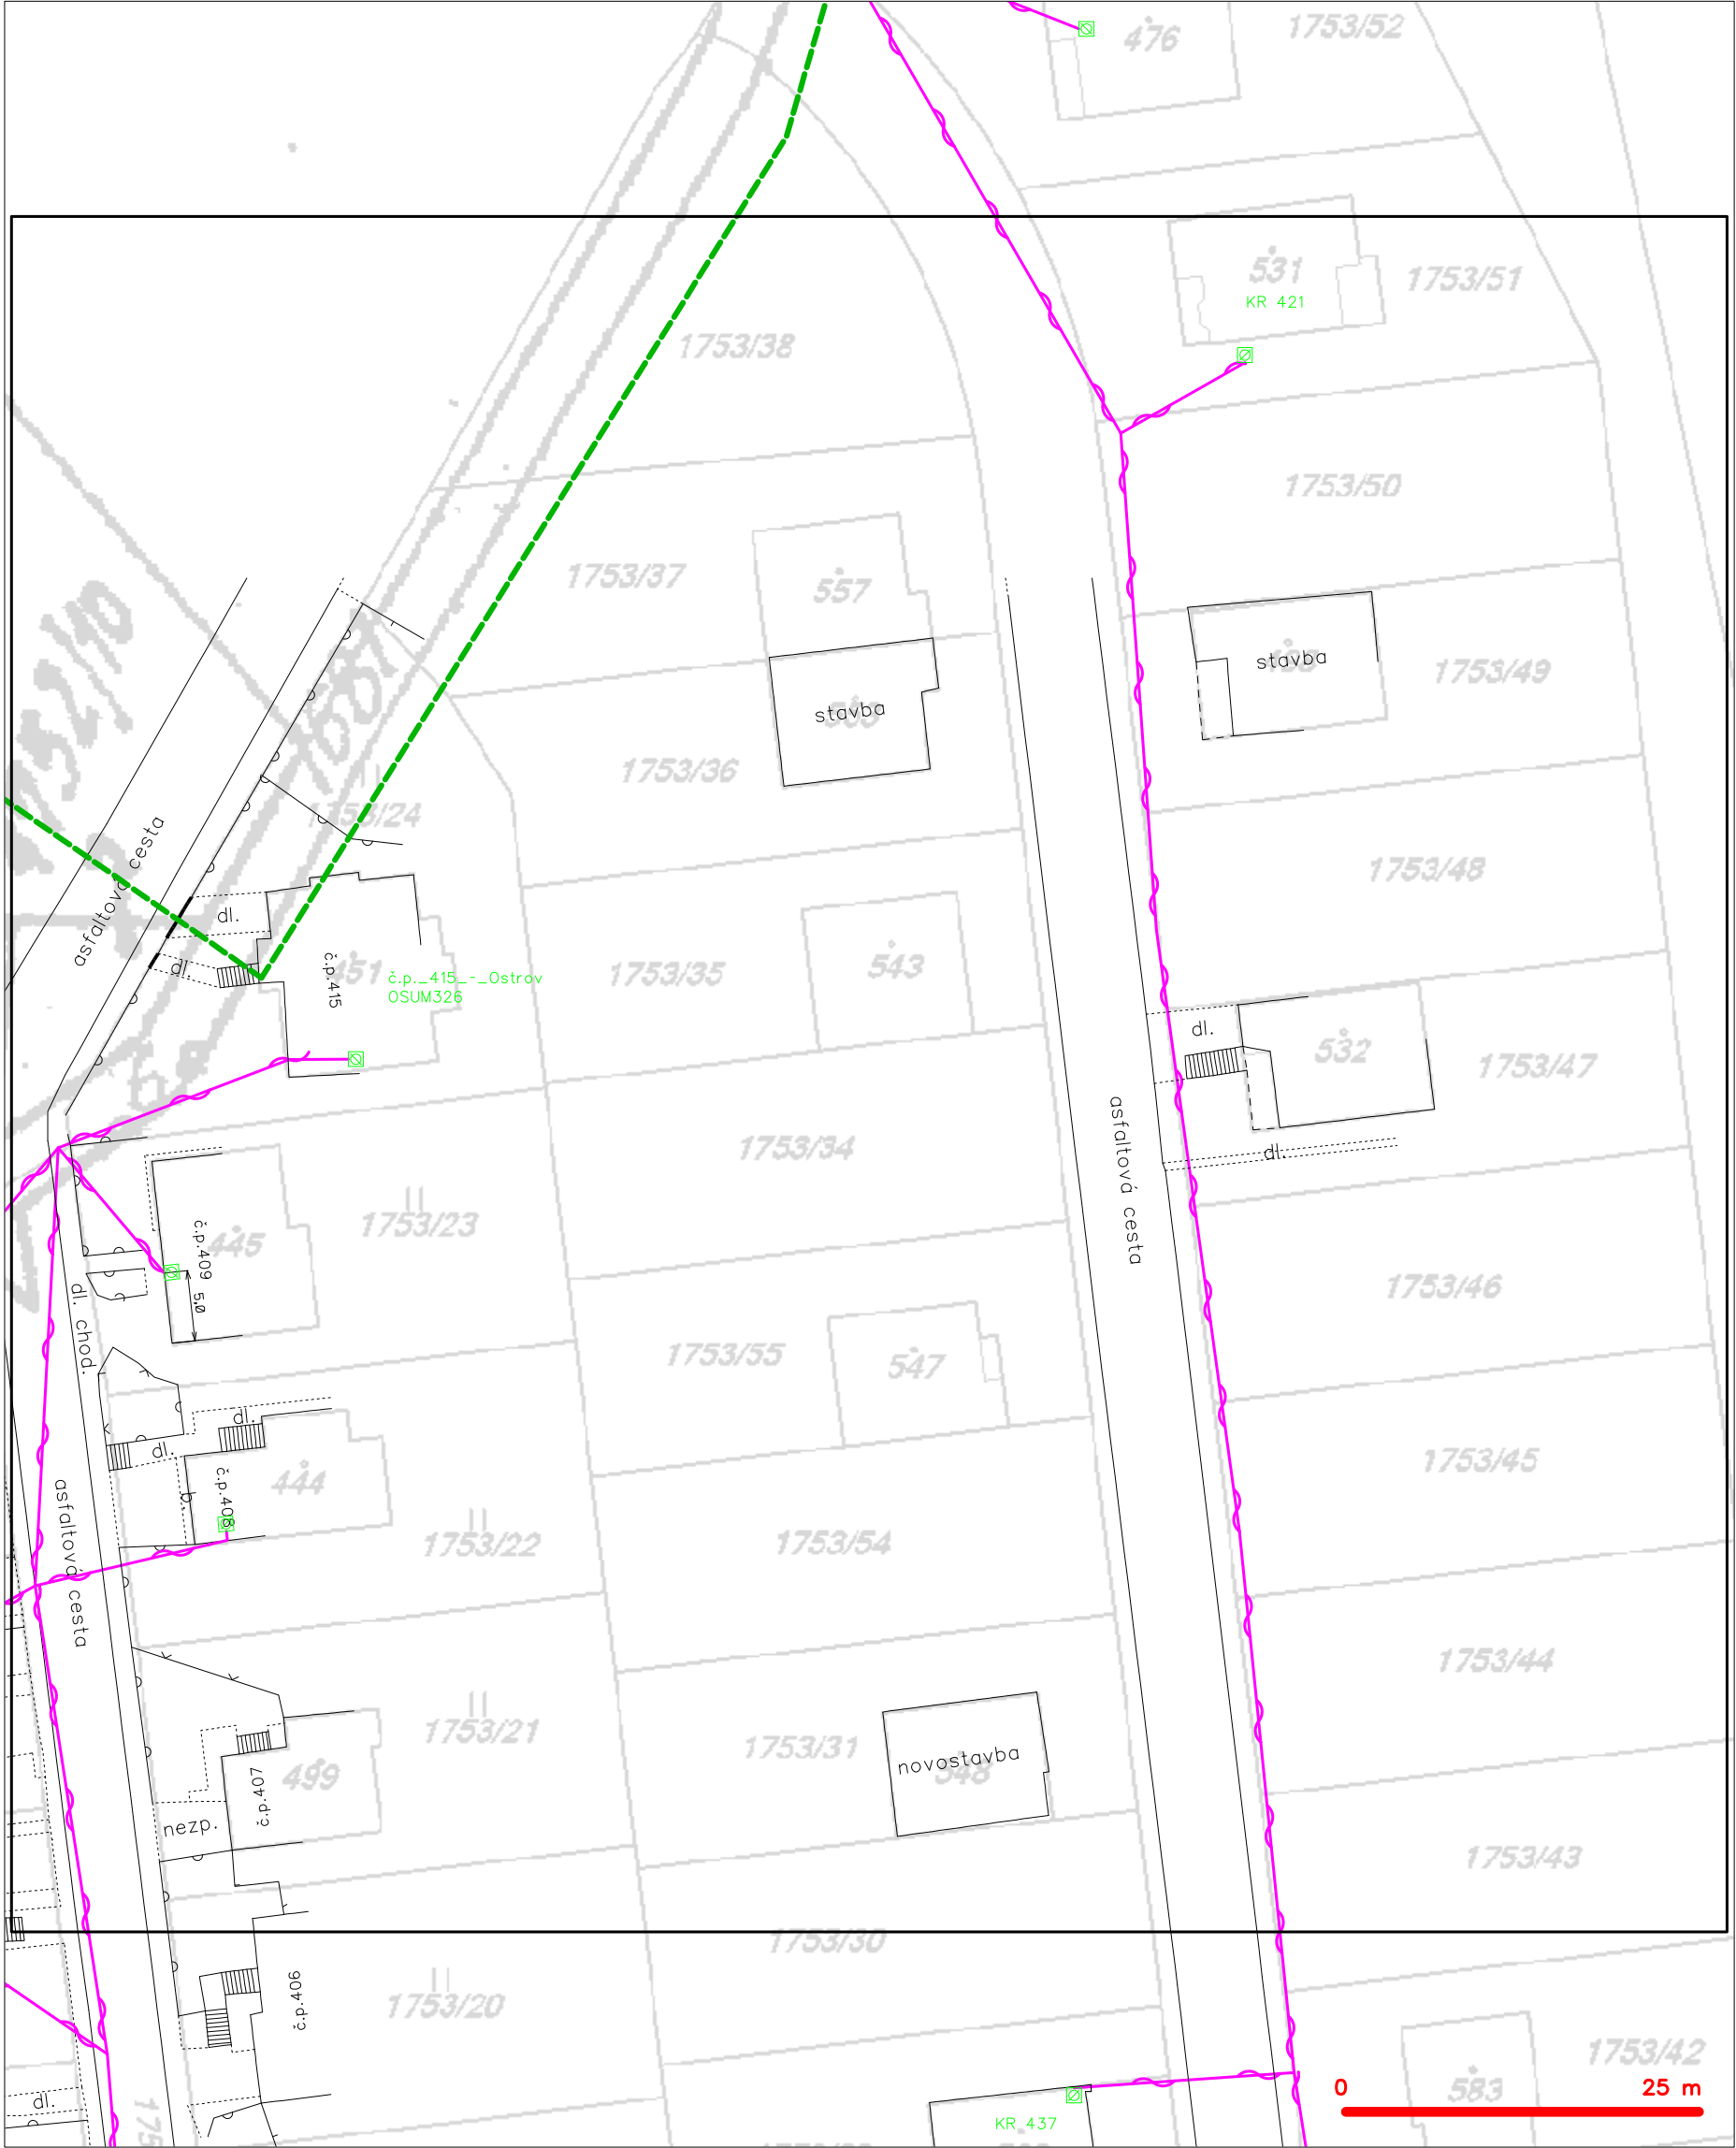 476
1753/52
531
KR 421
1753/51
1753/38
1753/50
1753/37
557
stavba
1753/49
stavba
1753/36
1753/24
asfaltová cesta
dl.
1753/48
dl.
č.p.415
451
č.p._415_-_Ostrov
OSUM326
1753/35
543
dl.
532
1753/47
asfaltová cesta
1753/34
dl.
č.p.409
445
1753/23
5,0
1753/46
dl. chod.
1753/55
547
dl.
dl.
č.p.408
444
1753/45
asfaltová cesta
1753/22
1753/54
1753/44
1753/21
1753/31
novostavba
548
č.p.407
499
nezp.
1753/43
1753/30
č.p.406
1753/20
1753/42
583
0
25 m
dl.
KR 437